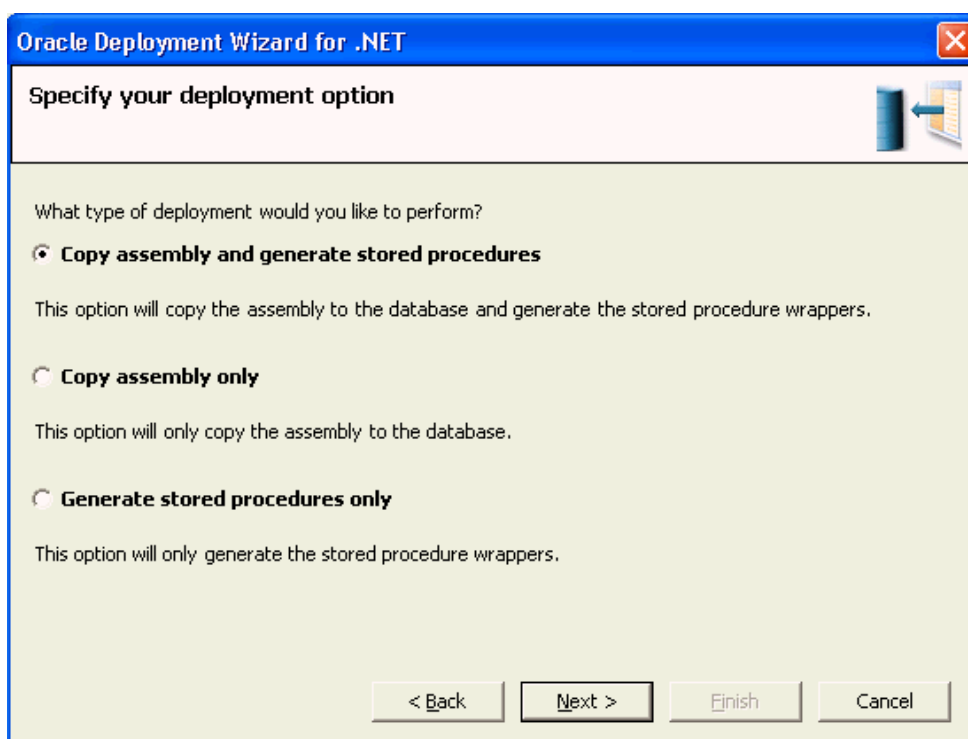 Oracle Deployment Wizard for .NET
Specify your deployment option
What type of deployment would you like to perform?
Copy assembly and generate stored procedures
This option will copy the assembly to the database and generate the stored procedure wrappers.
Copy assembly only
This option will only copy the assembly to the database.
Generate stored procedures only
This option will only generate the stored procedure wrappers.
< Back Next > Finish Cancel